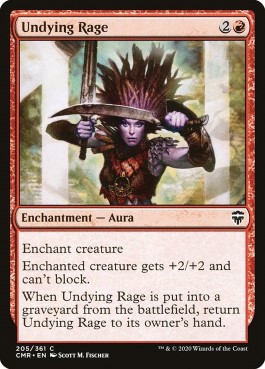 Undying Rage 2
Enchantment — Aura
Enchant creature
Enchanted creature gets +2/+2 and
can't block.
When Undying Rage is put into a
graveyard from the battlefield, return
Undying Rage to its owner's hand.
205/361 C
CMR • EN Scott M. Fischer ™ & © 2020 Wizards of the Coast